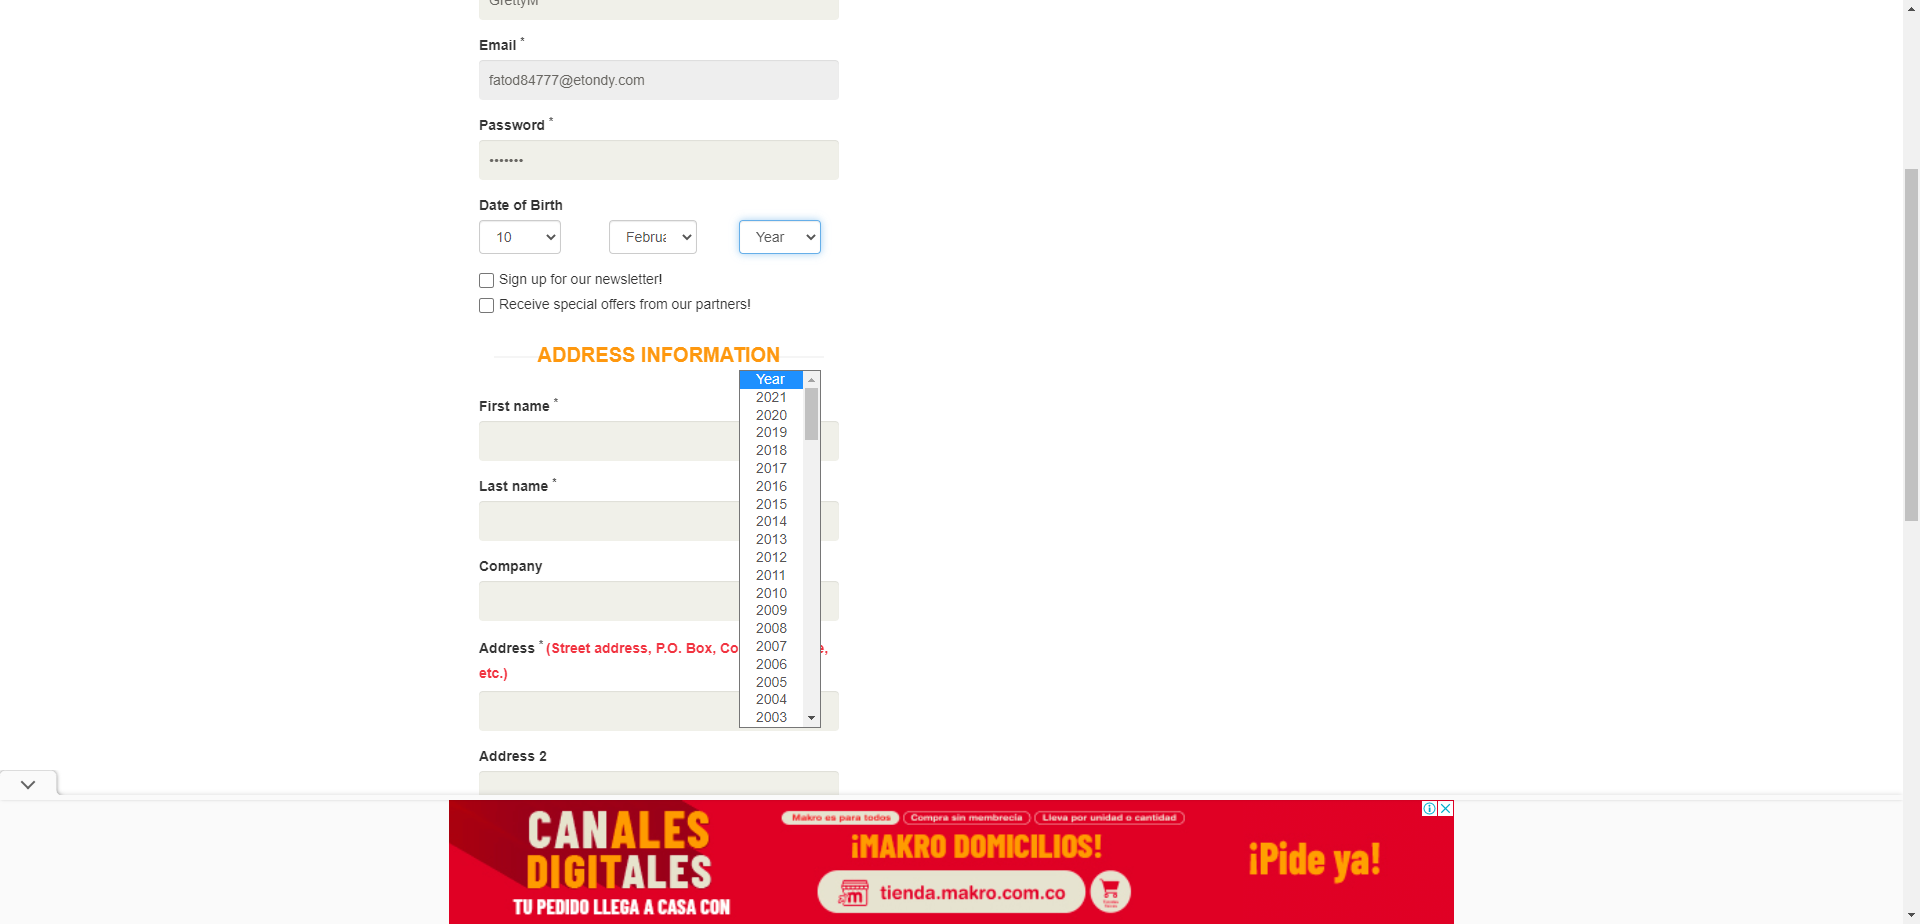 GrettyM
Email *
fatod84777@etondy.com
Password *
•••••••
Date of Birth
10
Februa
Year
Sign up for our newsletter!
Receive special offers from our partners!
ADDRESS INFORMATION
Year
2021
2020
2019
2018
2017
2016
2015
2014
2013
2012
2011
2010
2009
2008
2007
2006
2005
2004
2003
First name *
Last name *
Company
Address * (Street address, P.O. Box, Co e,
etc.)
Address 2
CANALES
DIGITALES
TU PEDIDO LLEGA A CASA CON
Makro es para todos
Compra sin membrecia
Lleva por unidad o cantidad
¡MAKRO DOMICILIOS!
m
tienda.makro.com.co
¡Pide ya!